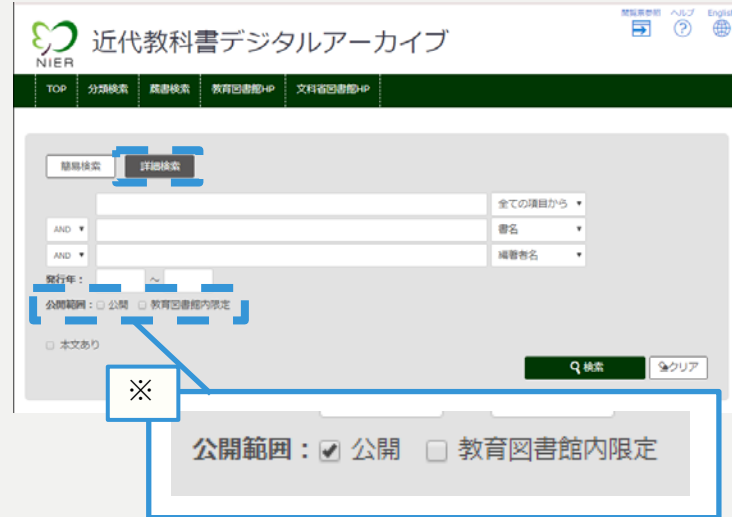 閲覧票参照 ヘルプ English
NIER 近代教科書デジタルアーカイブ
TOP 分類検索 蔵書検索 教育図書館HP 文科省図書館HP
簡易検索 詳細検索
全ての項目から
AND 書名
AND 編著者名
発行年： ～
公開範囲： 公開 教育図書館内限定
本文あり
検索 クリア
※
公開範囲： 公開 教育図書館内限定